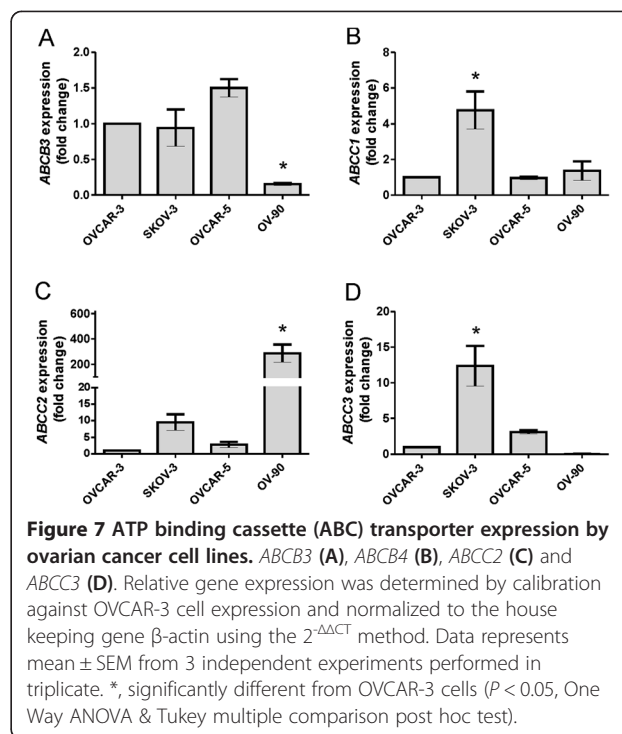 A
ABCB3 expression
(fold change)
2.0
1.5
1.0
0.5
0.0
*
OVCAR-3
SKOV-3
OVCAR-5
OV-90
B
ABCC1 expression
(fold change)
8
6
4
2
0
*
OVCAR-3
SKOV-3
OVCAR-5
OV-90
C
ABCC2 expression
(fold change)
600
400
200
20
15
10
5
0
*
OVCAR-3
SKOV-3
OVCAR-5
OV-90
D
ABCC3 expression
(fold change)
20
15
10
5
0
*
OVCAR-3
SKOV-3
OVCAR-5
OV-90
Figure 7 ATP binding cassette (ABC) transporter expression by
ovarian cancer cell lines. ABCB3 (A), ABCB4 (B), ABCC2 (C) and
ABCC3 (D). Relative gene expression was determined by calibration
against OVCAR-3 cell expression and normalized to the house
keeping gene β-actin using the 2-ΔΔCT method. Data represents
mean ± SEM from 3 independent experiments performed in
triplicate. *, significantly different from OVCAR-3 cells (P < 0.05, One
Way ANOVA & Tukey multiple comparison post hoc test).